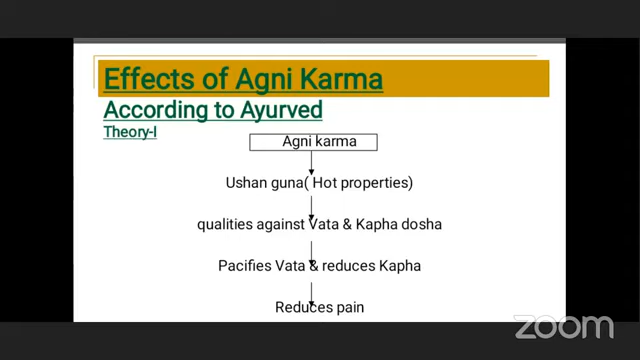 Effects of Agni Karma
According to Ayurved
Theory-I
Agni karma
Ushan guna( Hot properties)
qualities against Vata & Kapha dosha
Pacifies Vata & reduces Kapha
Reduces pain
zoom